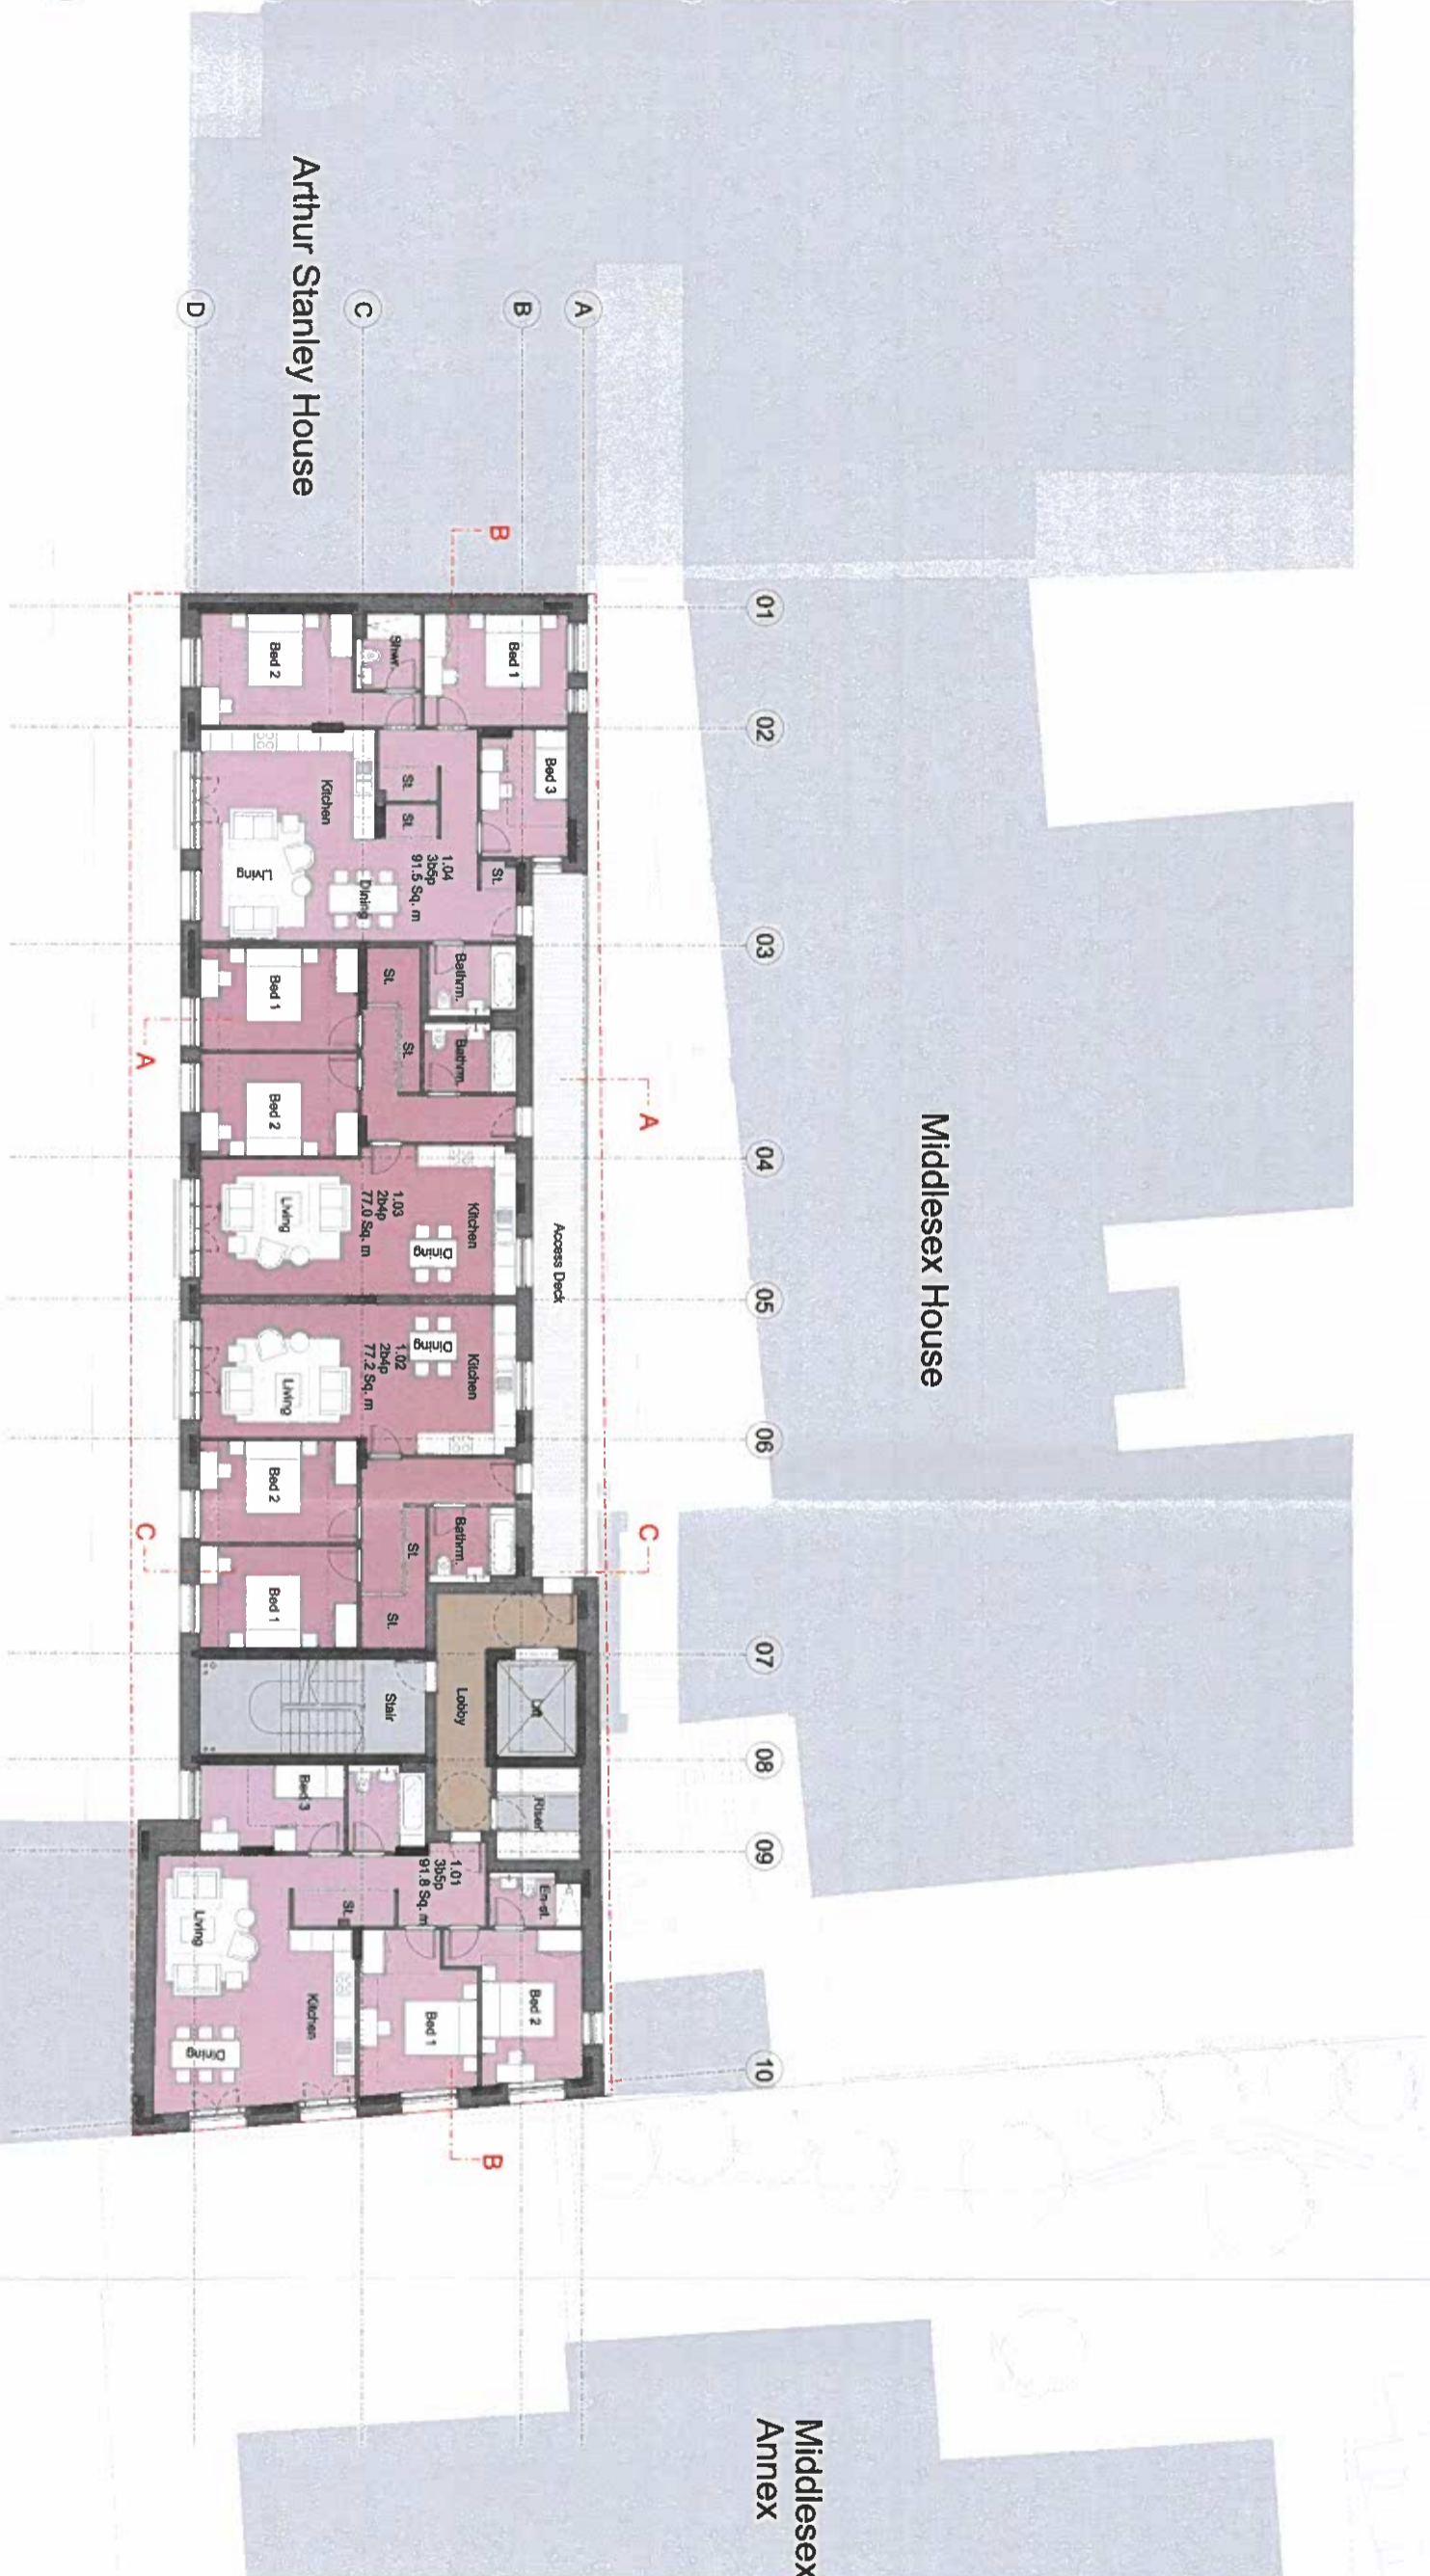 Arthur Stanley House
Middlesex House
Middlesex
Annex
A
B
C
D
01
02
03
04
05
06
07
08
09
10
B
B
A
A
C
C
Access Deck
Bed 1
Shwr.
Bed 2
Bed 3
St.
St.
St.
Kitchen
Living
Dining
1.04
3b5p
91.5 Sq. m
Bathrm.
Bathrm.
St.
St.
Bed 1
Bed 2
Kitchen
Dining
Living
1.03
2b4p
77.0 Sq. m
Kitchen
Dining
Living
1.02
2b4p
77.2 Sq. m
Bathrm.
St.
St.
Bed 2
Bed 1
Lobby
Lift
Stair
Riser
Bed 3
1.01
3b5p
91.8 Sq. m
En-st.
St.
Bed 2
Bed 1
Kitchen
Living
Dining